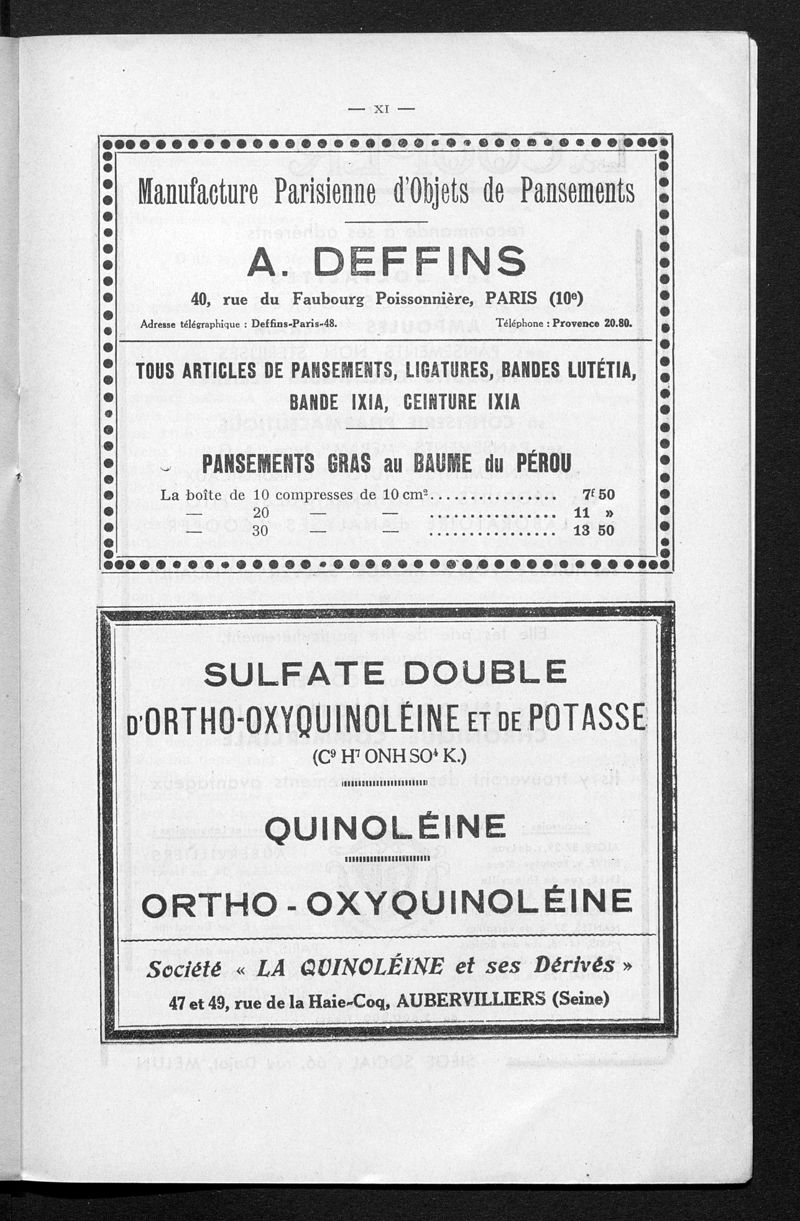 — XI —
Manufacture Parisienne d'Objets de Pansements
A. DEFFINS
40, rue du Faubourg Poissonnière, PARIS (10e)
Adresse télégraphique : Deffins-Paris-48. Téléphone : Provence 20.80.
TOUS ARTICLES DE PANSEMENTS, LIGATURES, BANDES LUTÉTIA,
BANDE IXIA, CEINTURE IXIA
PANSEMENTS GRAS au BAUME du PÉROU
La boîte de 10 compresses de 10 cm²................ 7f 50
— 20 — — ................ 11 »
— 30 — — ................ 13 50
SULFATE DOUBLE
D'ORTHO-OXYQUINOLÉINE ET DE POTASSE
(C⁹ H⁷ ONH SO⁴ K.)
QUINOLÉINE
ORTHO - OXYQUINOLÉINE
Société « LA QUINOLÉINE et ses Dérivés »
47 et 49, rue de la Haie-Coq, AUBERVILLIERS (Seine)